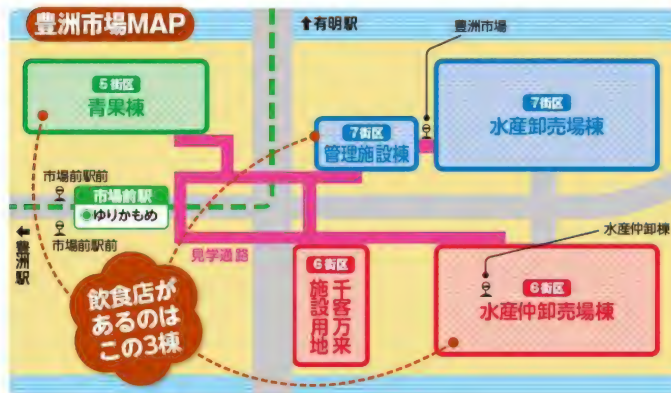 豊洲市場MAP
↑有明駅
豊洲市場
5街区
青果棟
7街区
管理施設棟
7街区
水産卸売場棟
市場前駅前
市場前駅
ゆりかもめ
市場前駅前
←豊洲駅
見学通路
水産仲卸棟
6街区
千客万来
施設用地
6街区
水産仲卸売場棟
飲食店が
あるのは
この3棟